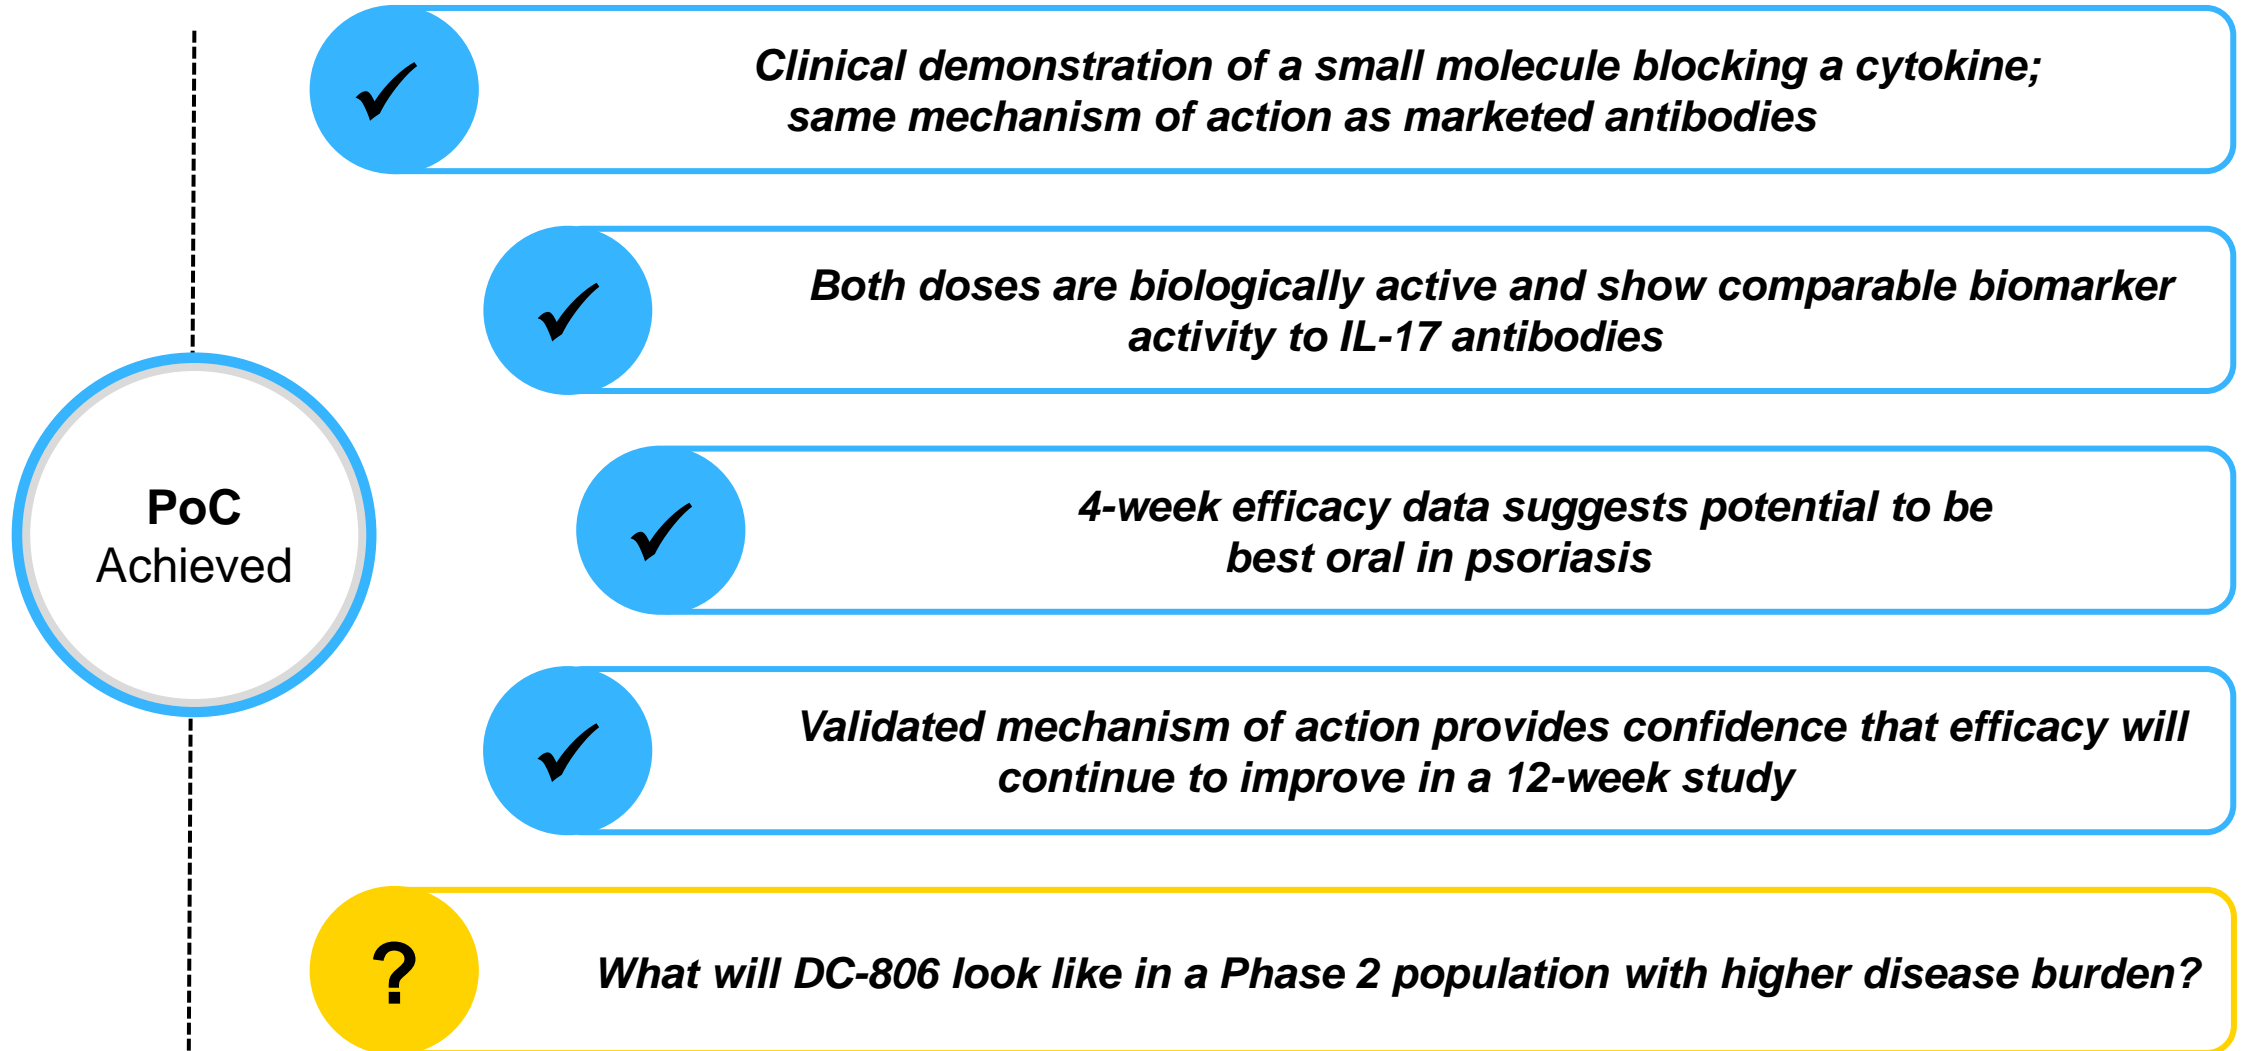 Clinical demonstration of a small molecule blocking a cytokine;
same mechanism of action as marketed antibodies
Both doses are biologically active and show comparable biomarker
activity to IL-17 antibodies
PoC
Achieved
4-week efficacy data suggests potential to be
best oral in psoriasis
Validated mechanism of action provides confidence that efficacy will
continue to improve in a 12-week study
?
What will DC-806 look like in a Phase 2 population with higher disease burden?